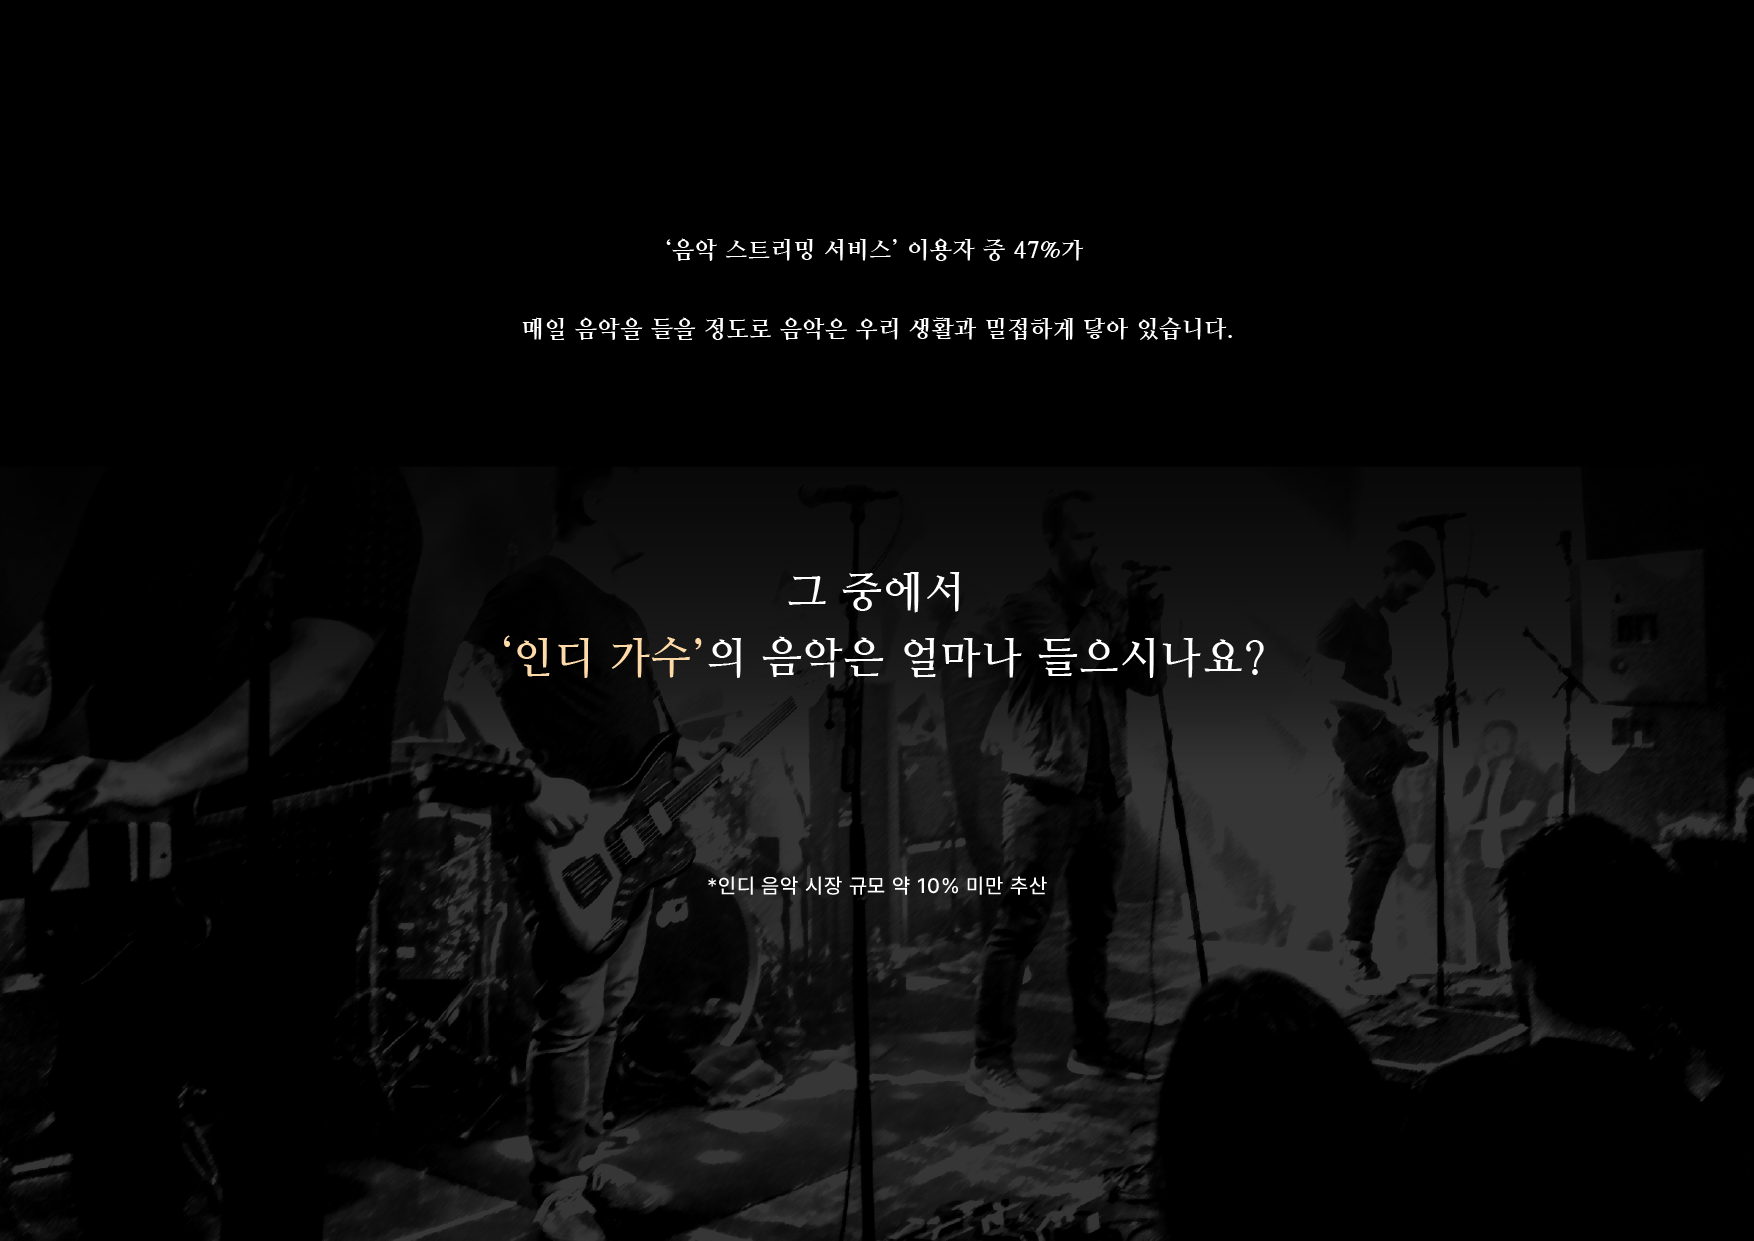 ‘음악 스트리밍 서비스’ 이용자 중 47%가
매일 음악을 들을 정도로 음악은 우리 생활과 밀접하게 닿아 있습니다.
그 중에서
‘인디 가수’의 음악은 얼마나 들으시나요?
*인디 음악 시장 규모 약 10% 미만 추산